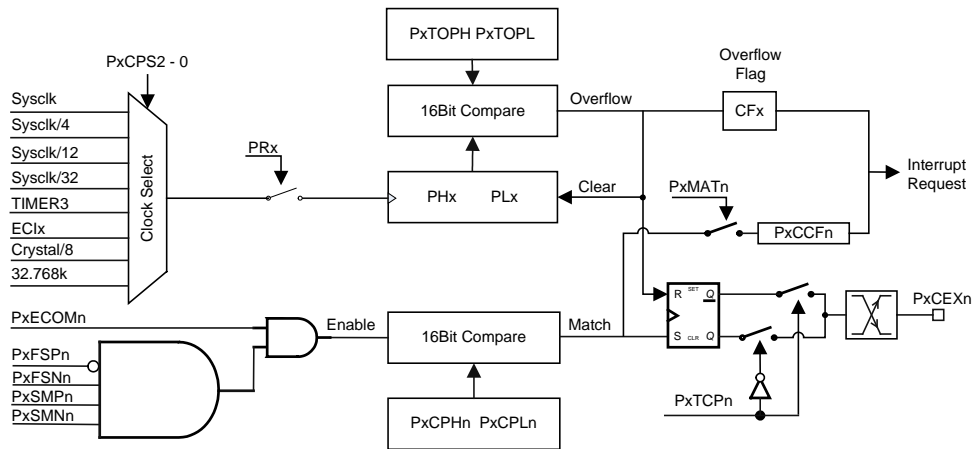 PxTOPH PxTOPL
PxCPS2 - 0
Overflow
Flag
Sysclk
Sysclk/4
Sysclk/12
Sysclk/32
TIMER3
ECIx
Crystal/8
32.768k
Clock Select
PRx
16Bit Compare
Overflow
CFx
PHx PLx
Clear
PxMATn
PxCCFn
Interrupt
Request
PxECOMn
PxFSPn
PxFSNn
PxSMPn
PxSMNn
Enable
16Bit Compare
Match
R SET Q
S CLR Q
PxCEXn
PxTCPn
PxCPHn PxCPLn